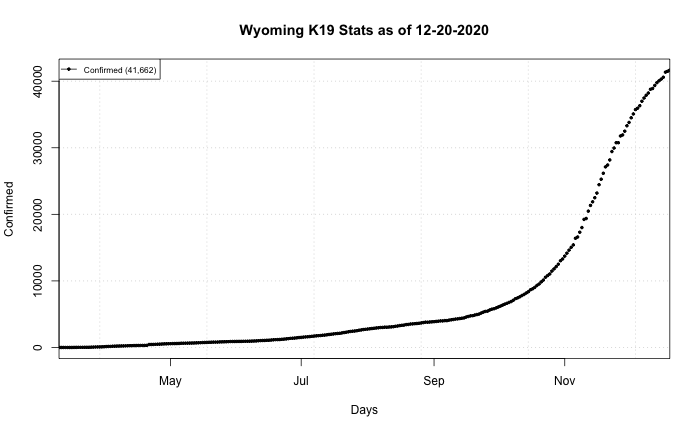 Wyoming K19 Stats as of 12-20-2020
Confirmed (41,662)
40000
30000
20000
10000
0
Confirmed
May Jul Sep Nov
Days